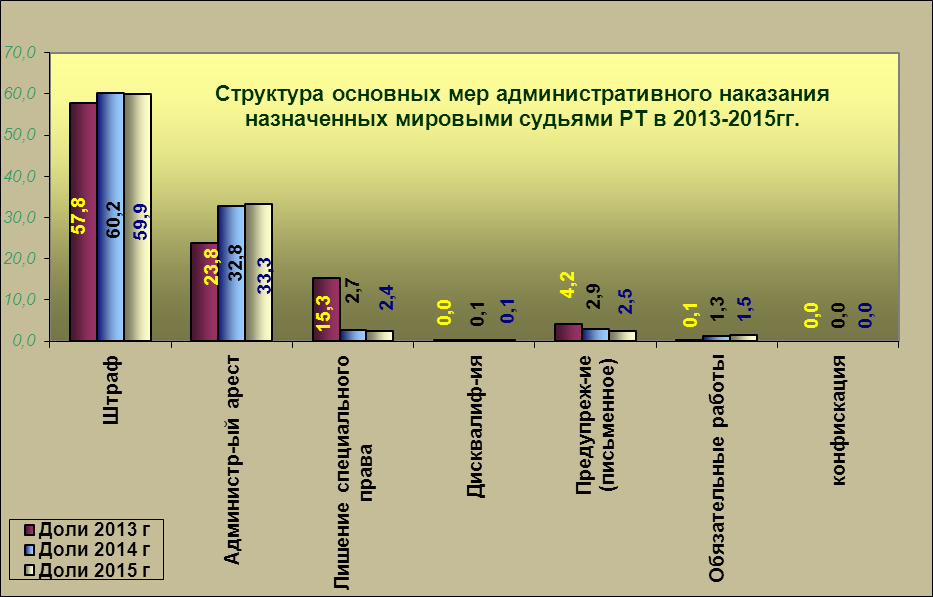 Структура основных мер административного наказания
назначенных мировыми судьями РТ в 2013-2015гг.
70,0
60,0
50,0
40,0
30,0
20,0
10,0
0,0
57,8
60,2
59,9
23,8
32,8
33,3
15,3
2,7
2,4
0,0
0,1
0,1
4,2
2,9
2,5
0,1
1,3
1,5
0,0
0,0
0,0
Штраф
Администр-ый арест
Лишение специального
права
Дисквалиф-ия
Предупреж-ие
(письменное)
Обязательные работы
конфискация
Доли 2013 г
Доли 2014 г
Доли 2015 г